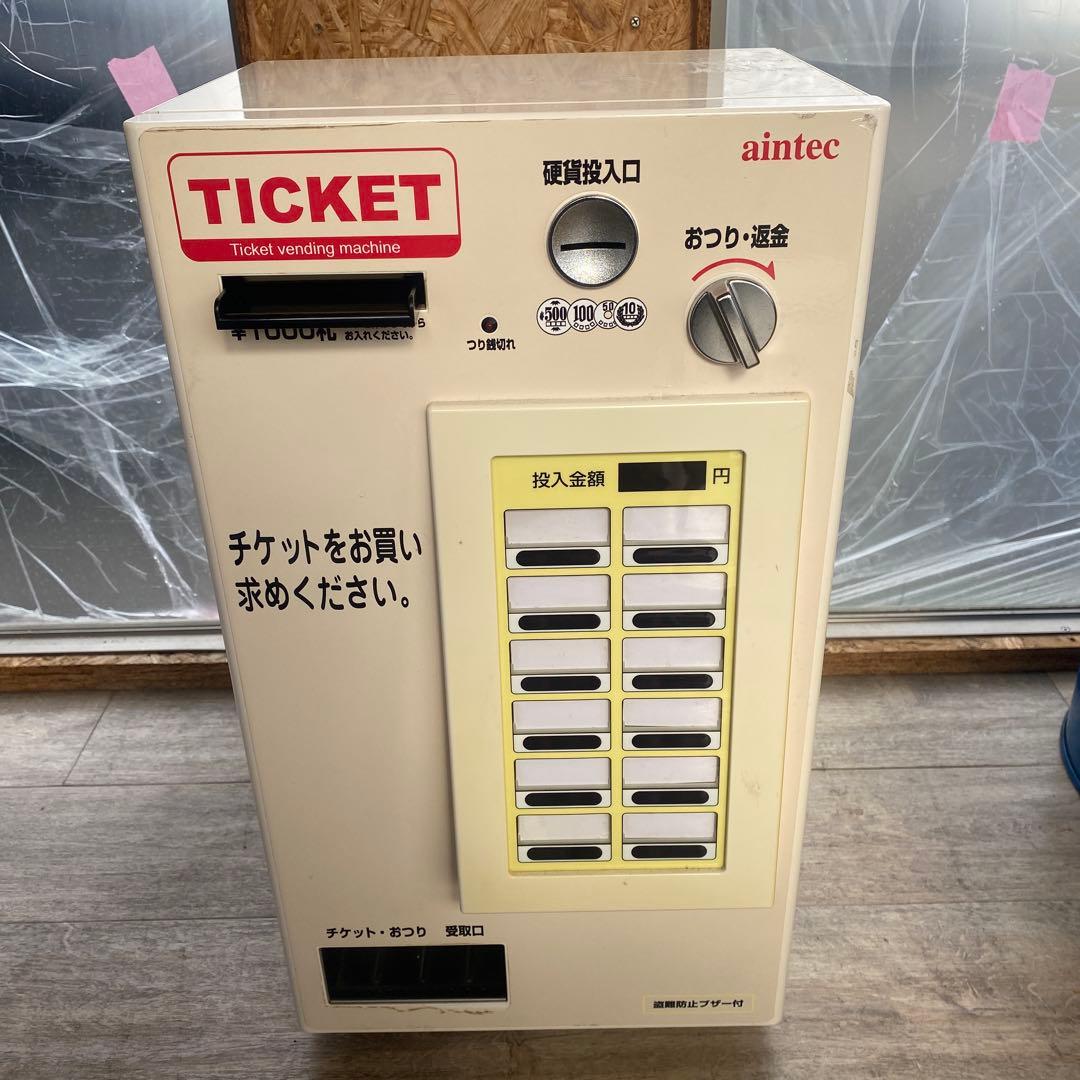 aintec
TICKET
Ticket vending machine
硬貨投入口
おつり・返金
500 100 50 10
¥1000札
お入れください。
つり銭切れ
投入金額 円
チケットをお買い
求めください。
チケット・おつり 受取口
盗難防止ブザー付